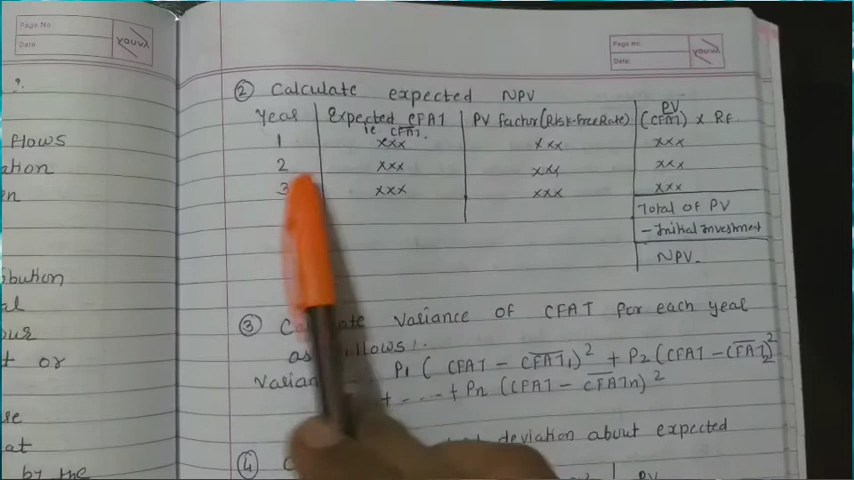 Page No.
Date
YOUVA
?
flows
ation
en
bution
al
our
t or
se
at
by the
Page No.
Date:
YOUVA
② Calculate expected NPV
Year Expected CFAT PV Factor (Risk-Free Rate) PV (CFAT) x RF
ie CFAT.
1 xxx xxx xxx
2 xxx xxx xxx
3 xxx xxx xxx
Total of PV
- Initial Investment
NPV.
③ Variance of CFAT for each year
as
P1 ( CFAT - CFAT1)² + P2 (CFAT - CFAT2)²
+ - - - - + Pn (CFAT - CFATn)²
④ deviation about expected
PV